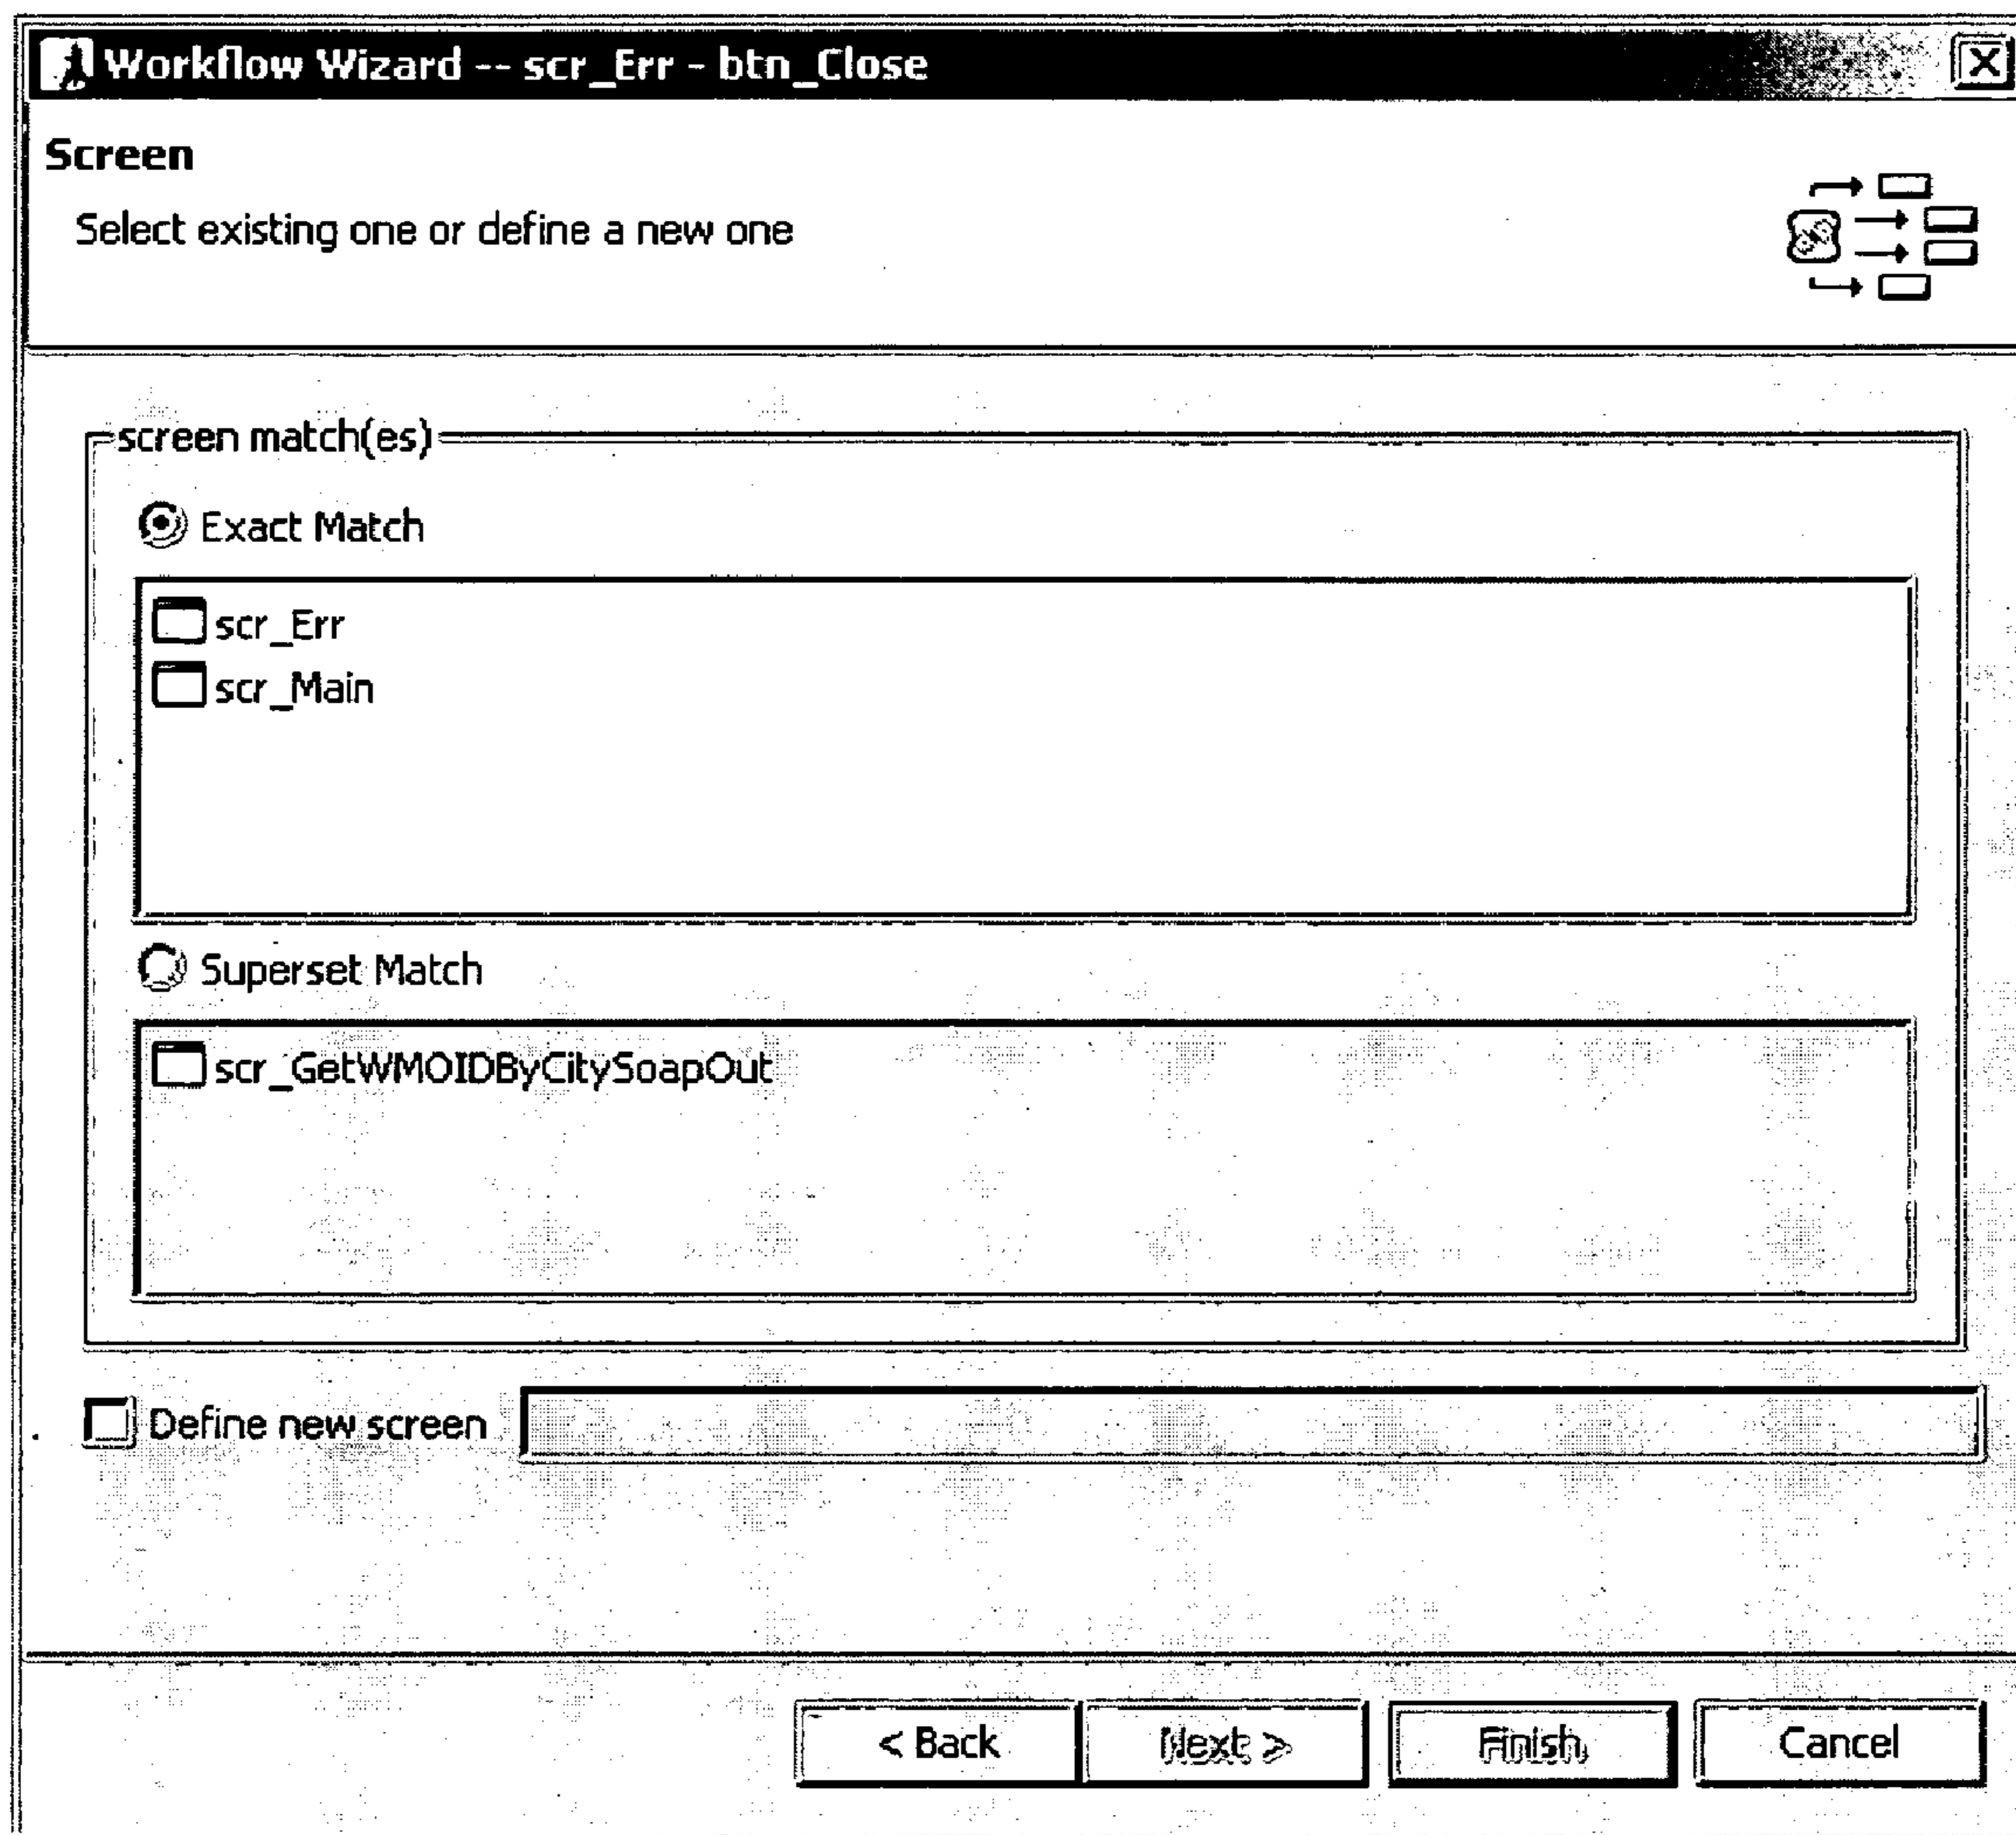 Workflow Wizard -- scr_Err - btn_Close
Screen
Select existing one or define a new one
screen match(es)
Exact Match
scr_Err
scr_Main
Superset Match
scr_GetWMOIDByCitySoapOut
Define new screen
< Back Next > Finish Cancel